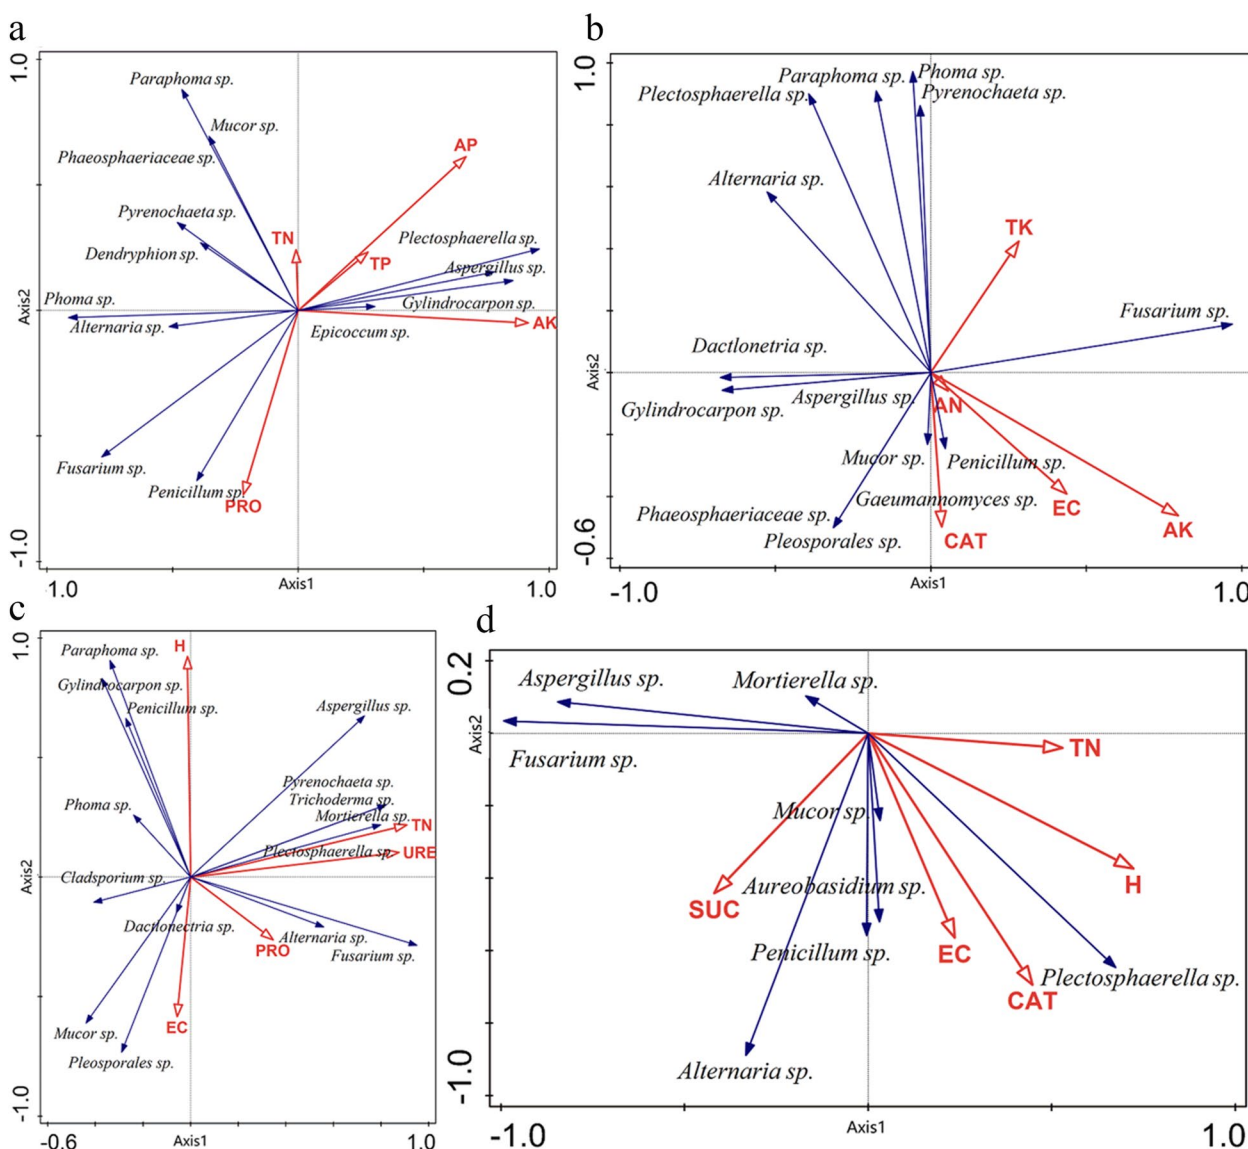 a
1.0
Paraphoma sp.
Mucor sp.
Phaeosphaeriaceae sp.
AP
Pyrenochaeta sp.
TN
Plectosphaerella sp.
Dendryphion sp.
TP
Aspergillus sp.
Phoma sp.
Gylindrocarpon sp.
Axis2
Alternaria sp.
Epicoccum sp.
AK
Fusarium sp.
Penicillum sp.
PRO
-1.0
1.0
Axis1
1.0
b
1.0
Paraphoma sp.
Phoma sp.
Plectosphaerella sp.
Pyrenochaeta sp.
Alternaria sp.
TK
Fusarium sp.
Dactlonetria sp.
Axis2
Aspergillus sp.
AN
Gylindrocarpon sp.
Mucor sp.
Penicillum sp.
Gaeumannomyces sp.
EC
Phaeosphaeriaceae sp.
AK
Pleosporales sp.
CAT
-0.6
-1.0
Axis1
1.0
c
1.0
H
Paraphoma sp.
Gylindrocarpon sp.
Penicillum sp.
Aspergillus sp.
Pyrenochaeta sp.
Phoma sp.
Trichoderma sp.
Mortierella sp.
TN
Plectosphaerella sp.
URE
Axis2
Cladsporium sp.
Dactlonectria sp.
Alternaria sp.
PRO
Fusarium sp.
EC
Mucor sp.
Pleosporales sp.
-1.0
-0.6
Axis1
1.0
d
0.2
Aspergillus sp.
Mortierella sp.
Axis2
TN
Fusarium sp.
Mucor sp.
H
Aureobasidium sp.
SUC
Penicillum sp.
EC
Plectosphaerella sp.
CAT
Alternaria sp.
-1.0
-1.0
Axis1
1.0